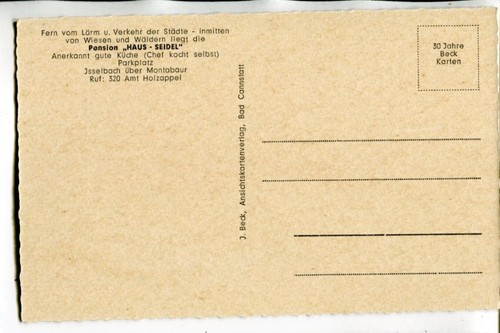 Fern vom Lärm u. Verkehr der Städte - inmitten
von Wiesen und Wäldern liegt die
Pension „HAUS - SEIDEL"
Anerkannt gute Küche (Chef kocht selbst)
Parkplatz
Jsselbach über Montabaur
Ruf: 320 Amt Holzappel
J. Beck, Ansichtskartenverlag, Bad Cannstatt
30 Jahre
Beck
Karten